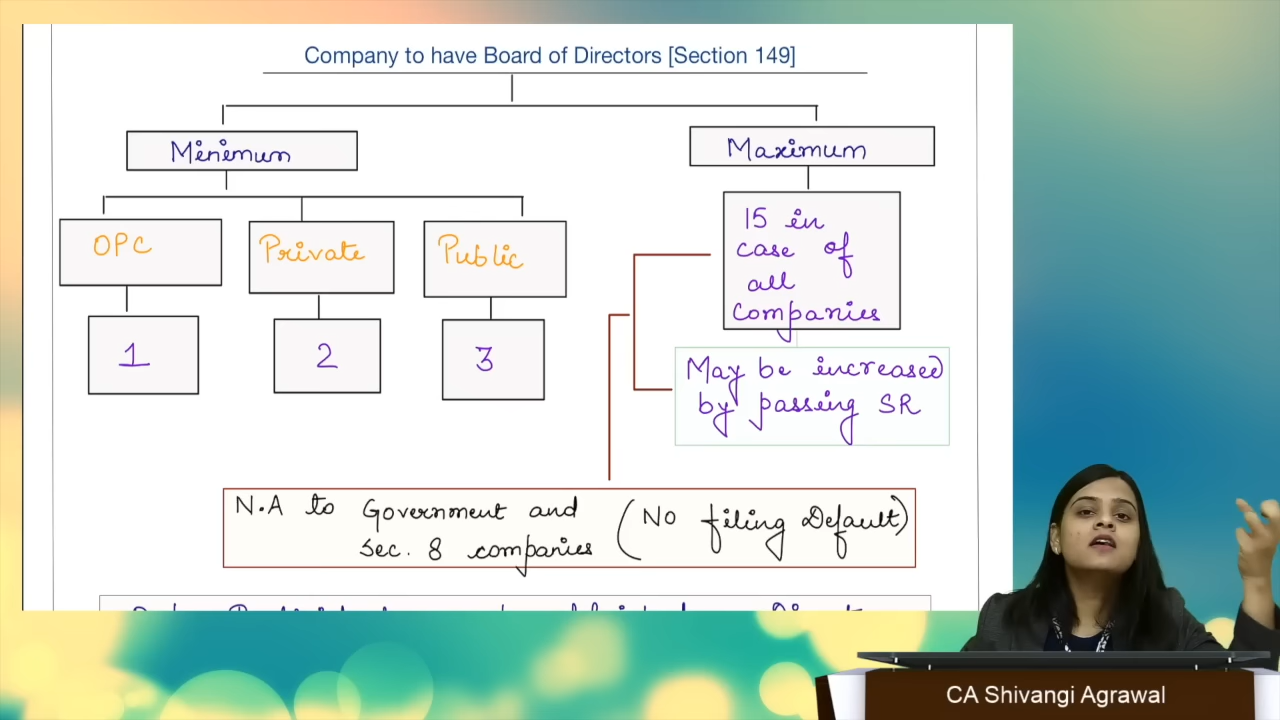 Company to have Board of Directors [Section 149]
Minimum
Maximum
OPC
Private
Public
1
2
3
15 in
case of
all
companies
May be increased
by passing SR
N.A to Government and
Sec. 8 companies
(No filing Default)
CA Shivangi Agrawal